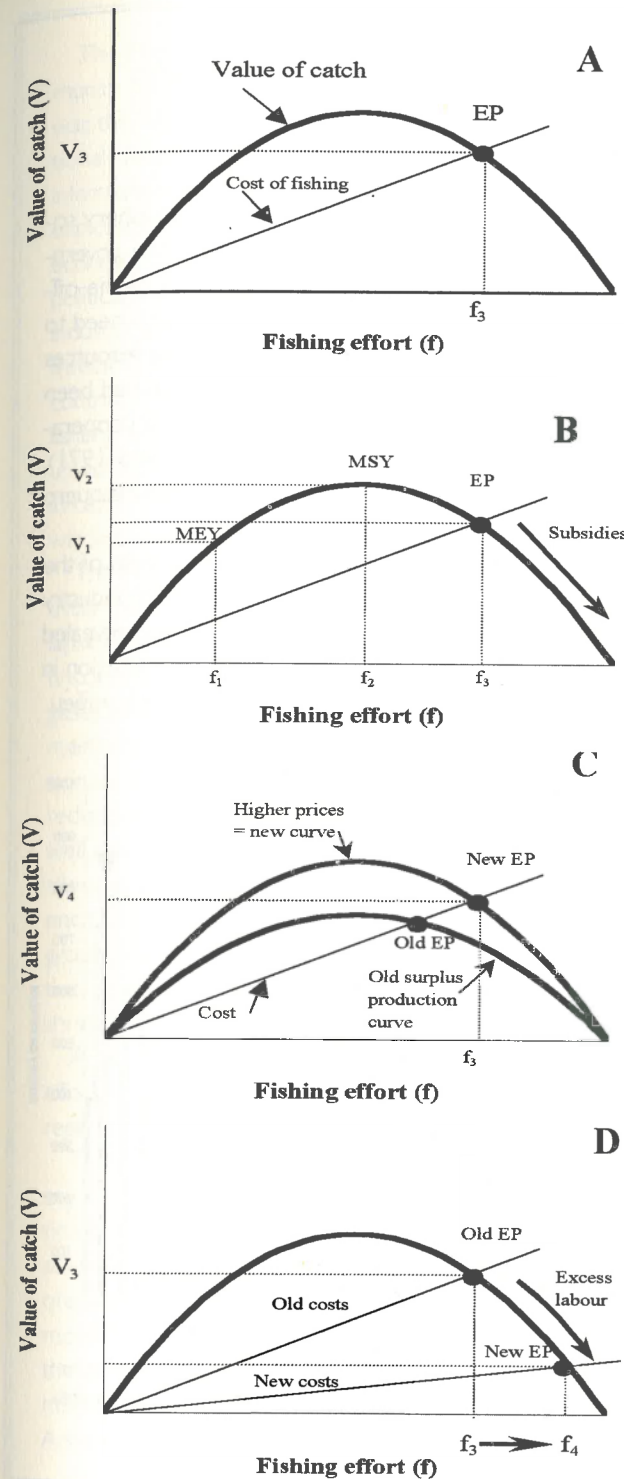 A
Value of catch
EP
V₃
Cost of fishing
Value of catch (V)
f₃
Fishing effort (f)
B
V₂
MSY
EP
V₁
MEY
Subsidies
Value of catch (V)
f₁
f₂
f₃
Fishing effort (f)
C
Higher prices
= new curve
New EP
V₄
Old EP
Cost
Old surplus
production
curve
Value of catch (V)
f₃
Fishing effort (f)
D
Old EP
V₃
Excess
labour
Old costs
New EP
New costs
Value of catch (V)
f₃
f₄
Fishing effort (f)